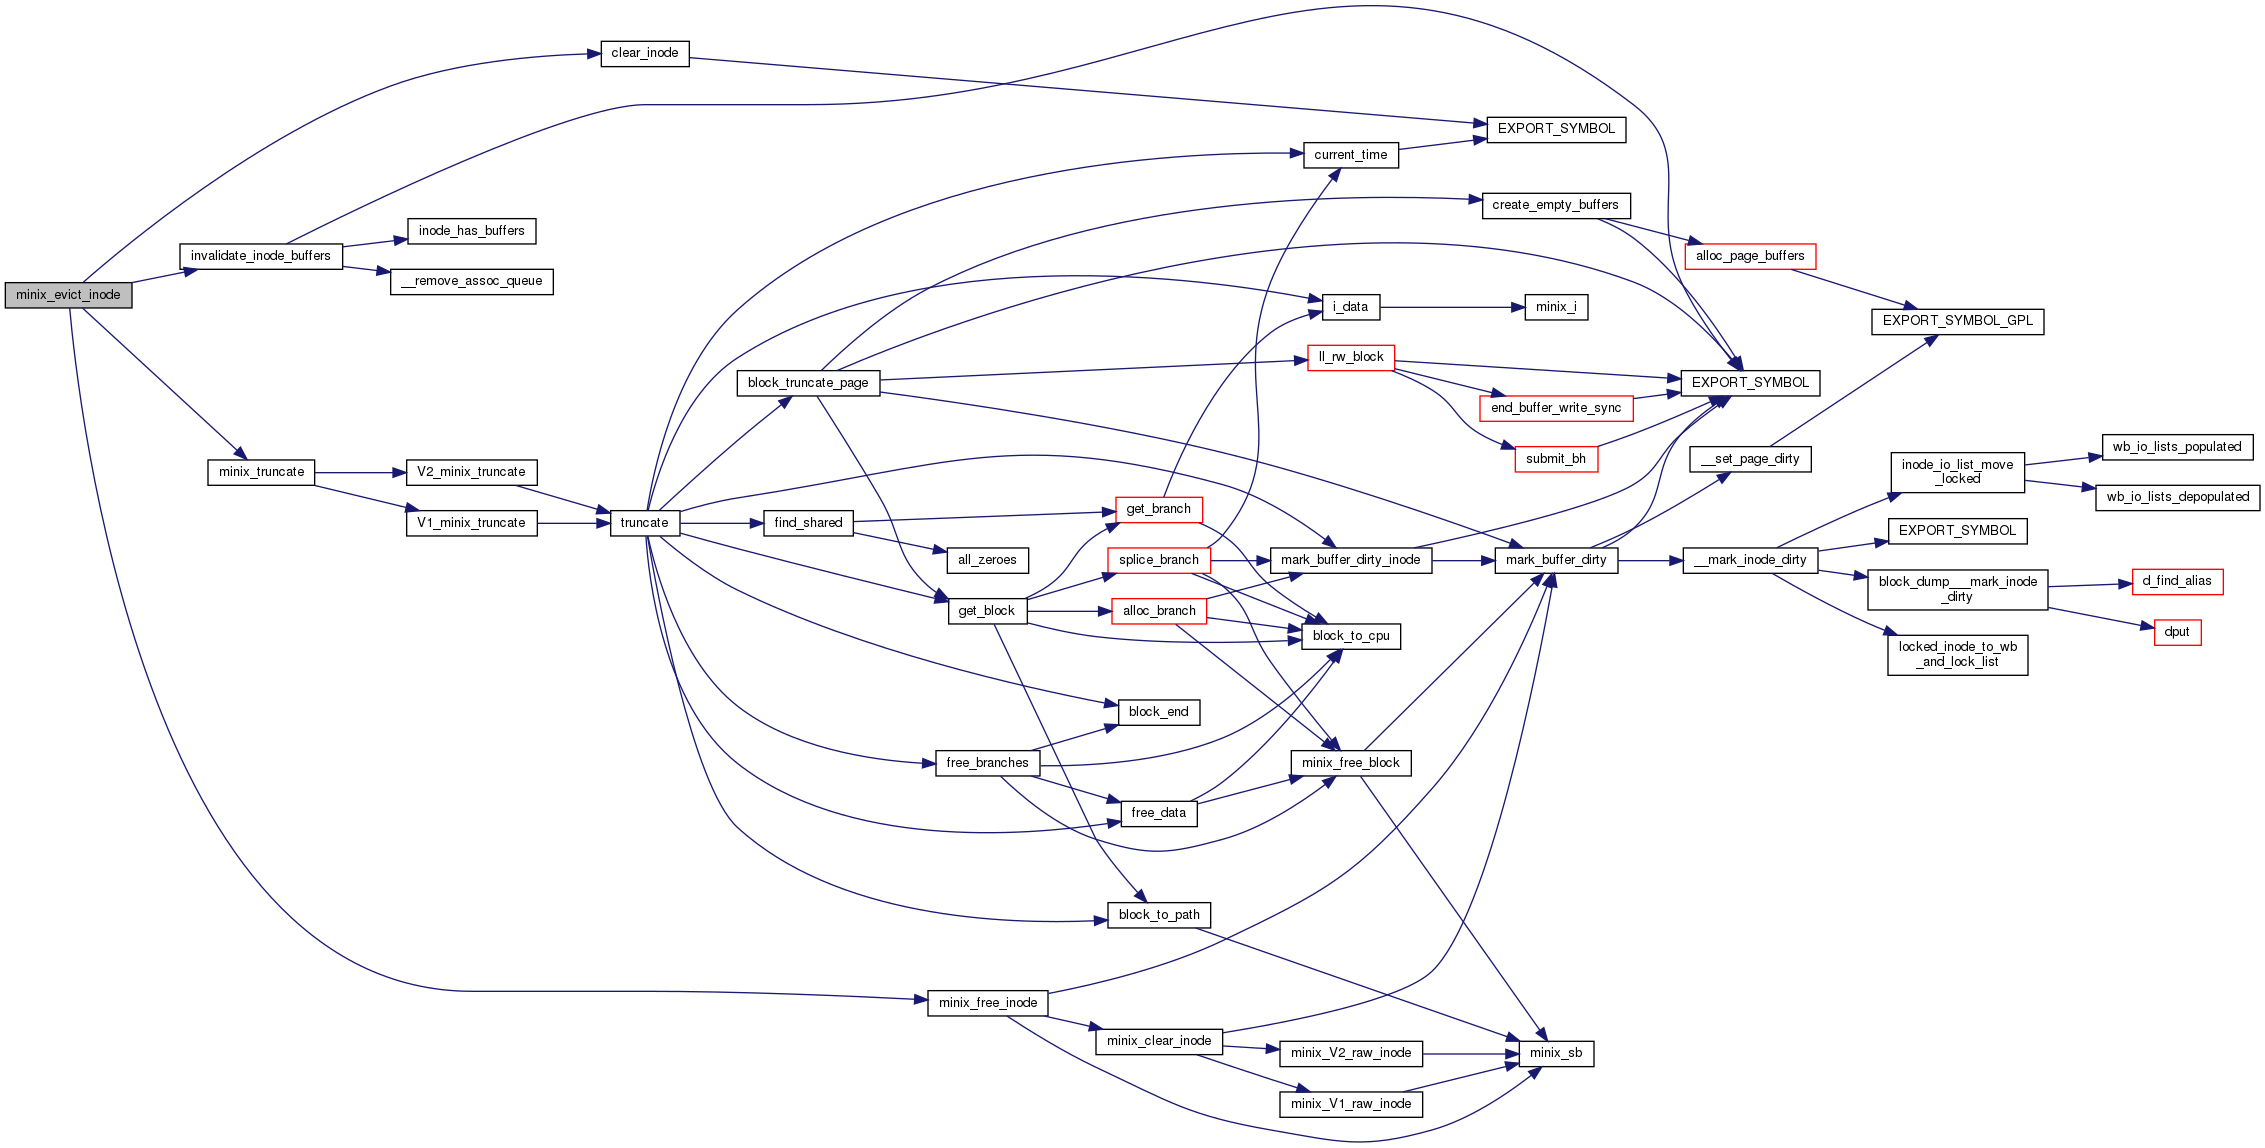 clear_inode
EXPORT_SYMBOL
current_time
create_empty_buffers
inode_has_buffers
invalidate_inode_buffers
alloc_page_buffers
__remove_assoc_queue
minix_evict_inode
i_data
minix_i
EXPORT_SYMBOL_GPL
ll_rw_block
block_truncate_page
EXPORT_SYMBOL
end_buffer_write_sync
wb_io_lists_populated
submit_bh
__set_page_dirty
inode_io_list_move
_locked
minix_truncate
V2_minix_truncate
wb_io_lists_depopulated
get_branch
V1_minix_truncate
truncate
find_shared
EXPORT_SYMBOL
all_zeroes
splice_branch
mark_buffer_dirty_inode
mark_buffer_dirty
__mark_inode_dirty
block_dump___mark_inode
_dirty
d_find_alias
get_block
alloc_branch
block_to_cpu
dput
locked_inode_to_wb
_and_lock_list
block_end
free_branches
minix_free_block
free_data
block_to_path
minix_free_inode
minix_clear_inode
minix_V2_raw_inode
minix_sb
minix_V1_raw_inode